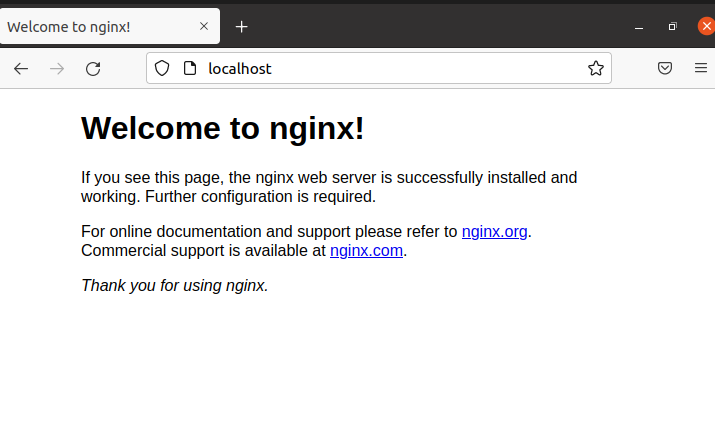 Welcome to nginx!
localhost
Welcome to nginx!
If you see this page, the nginx web server is successfully installed and
working. Further configuration is required.
For online documentation and support please refer to nginx.org.
Commercial support is available at nginx.com.
Thank you for using nginx.